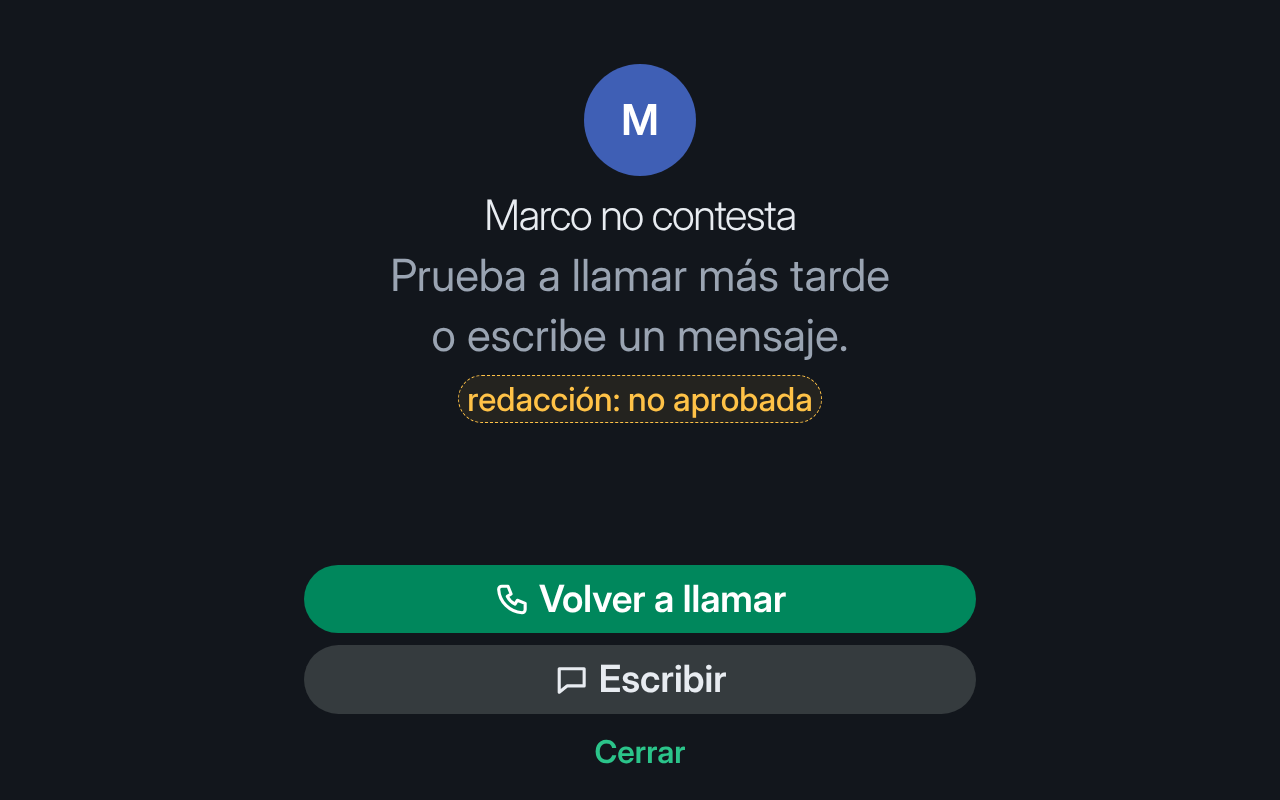 M
Marco no contesta
Prueba a llamar más tarde
o escribe un mensaje.
redacción: no aprobada
Volver a llamar
Escribir
Cerrar